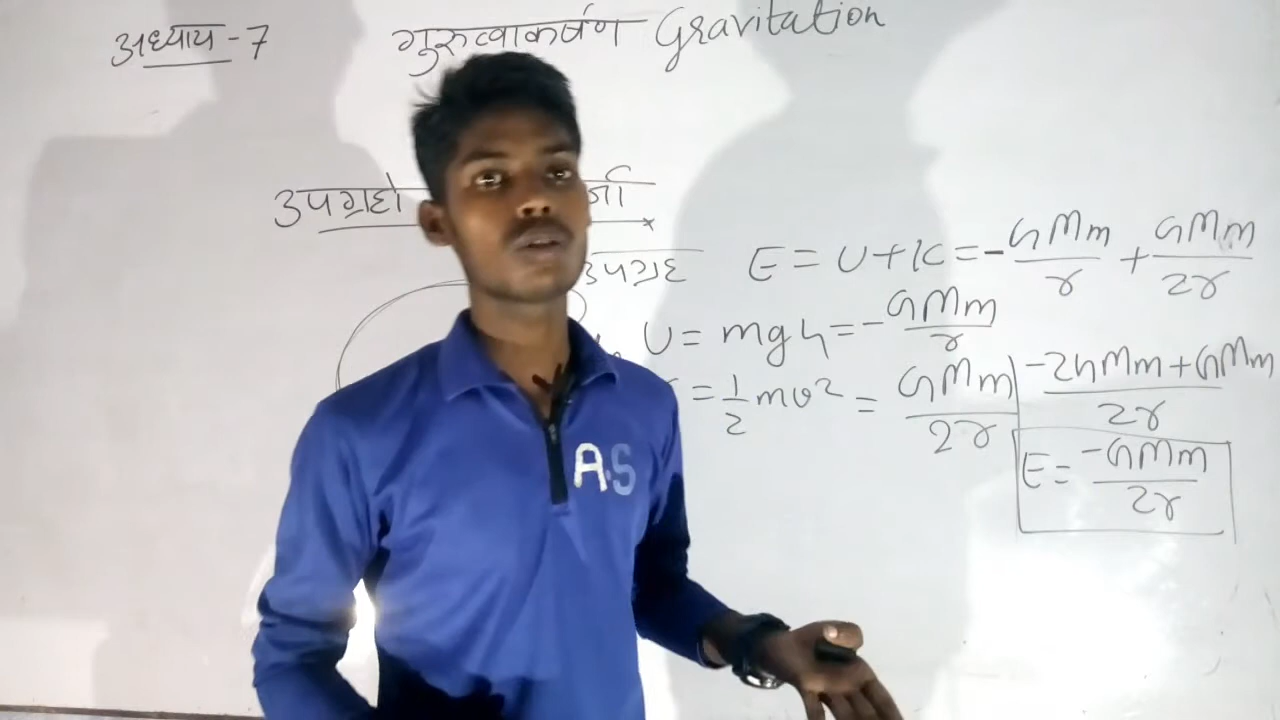 अध्याय - 7 गुरुत्वाकर्षण Gravitation
उपग्रहो
उपग्रह
E = U + K = - GMm/r + GMm/2r
U = mgh = - GMm/r
= 1/2 mv² = GMm/2r
-2GMm + GMm/2r
E = -GMm/2r
A.S